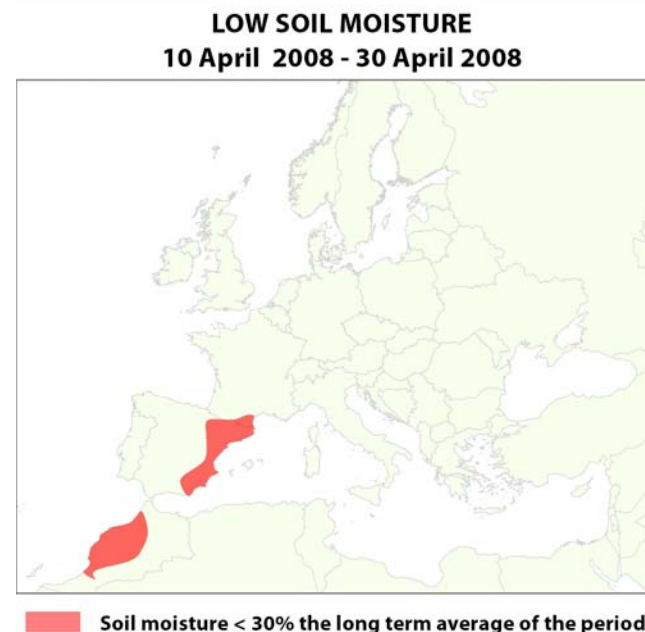 LOW SOIL MOISTURE
10 April 2008 - 30 April 2008
Soil moisture < 30% the long term average of the period